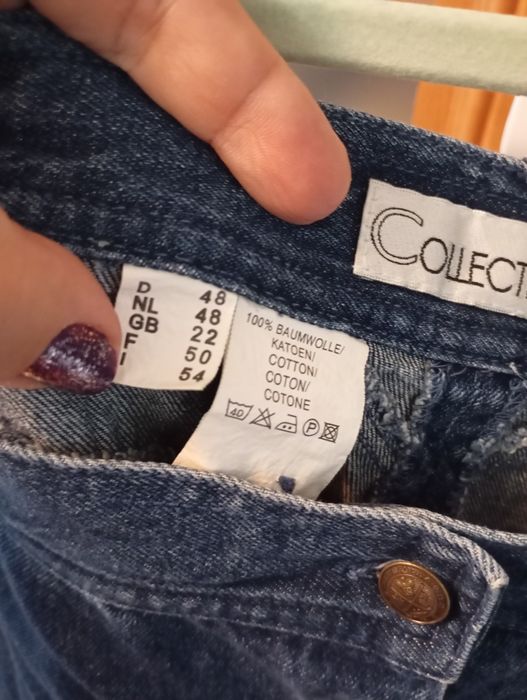 COLLECT
D 48
NL 48
GB 22
F 50
I 54
100% BAUMWOLLE/
KATOEN/
COTTON/
COTON/
COTONE
40 P